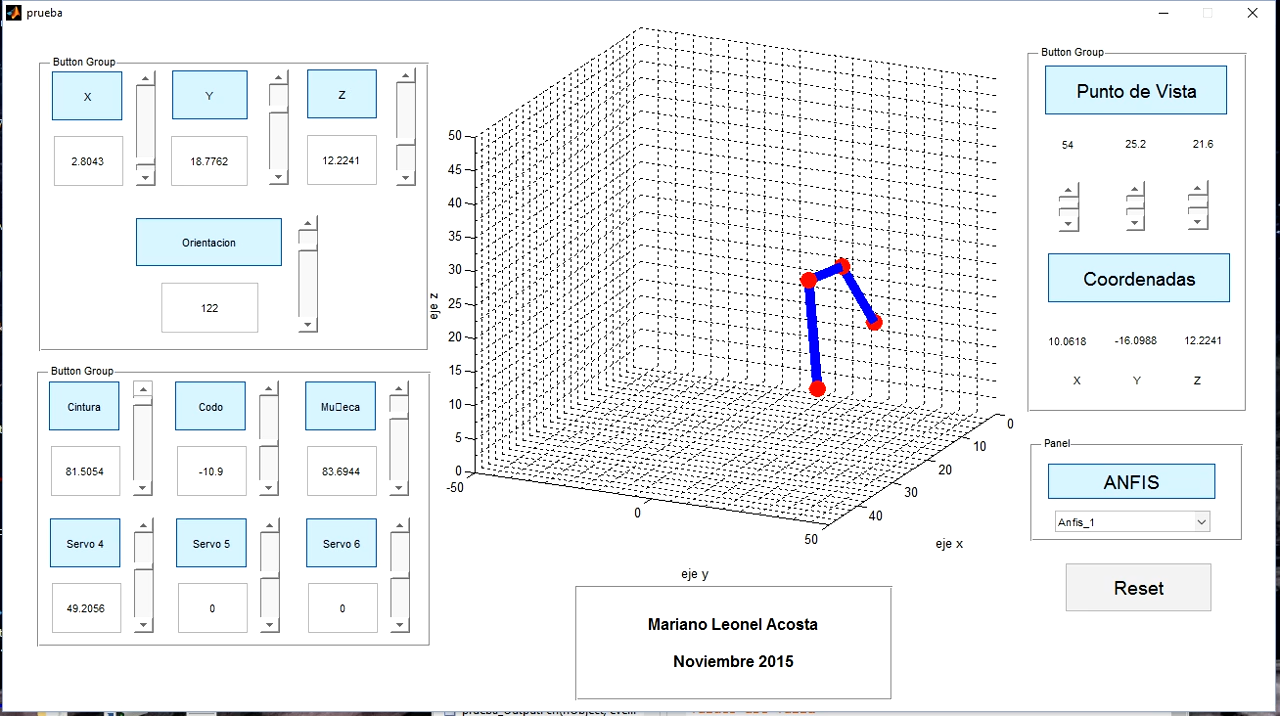 prueba
Button Group
X
Y
Z
2.8043
18.7762
12.2241
Orientacion
122
Button Group
Cintura
Codo
Mu□eca
81.5054
-10.9
83.6944
Servo 4
Servo 5
Servo 6
49.2056
0
0
50
45
40
35
30
25
20
15
10
5
0
eje z
-50
0
50
eje y
0
10
20
30
40
eje x
Mariano Leonel Acosta
Noviembre 2015
Button Group
Punto de Vista
54
25.2
21.6
Coordenadas
10.0618
-16.0988
12.2241
X
Y
Z
Panel
ANFIS
Anfis_1
Reset